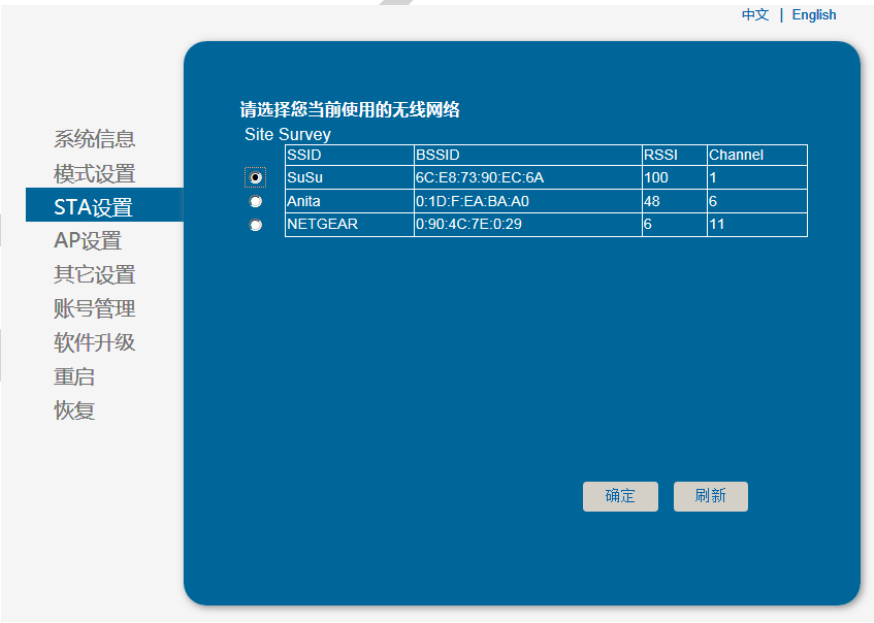 中文 | English
系统信息
模式设置
STA设置
AP设置
其它设置
账号管理
软件升级
重启
恢复
请选择您当前使用的无线网络
Site Survey
SSID BSSID RSSI Channel
SuSu 6C:E8:73:90:EC:6A 100 1
Anita 0:1D:F:EA:BA:A0 48 6
NETGEAR 0:90:4C:7E:0:29 6 11
确定 刷新